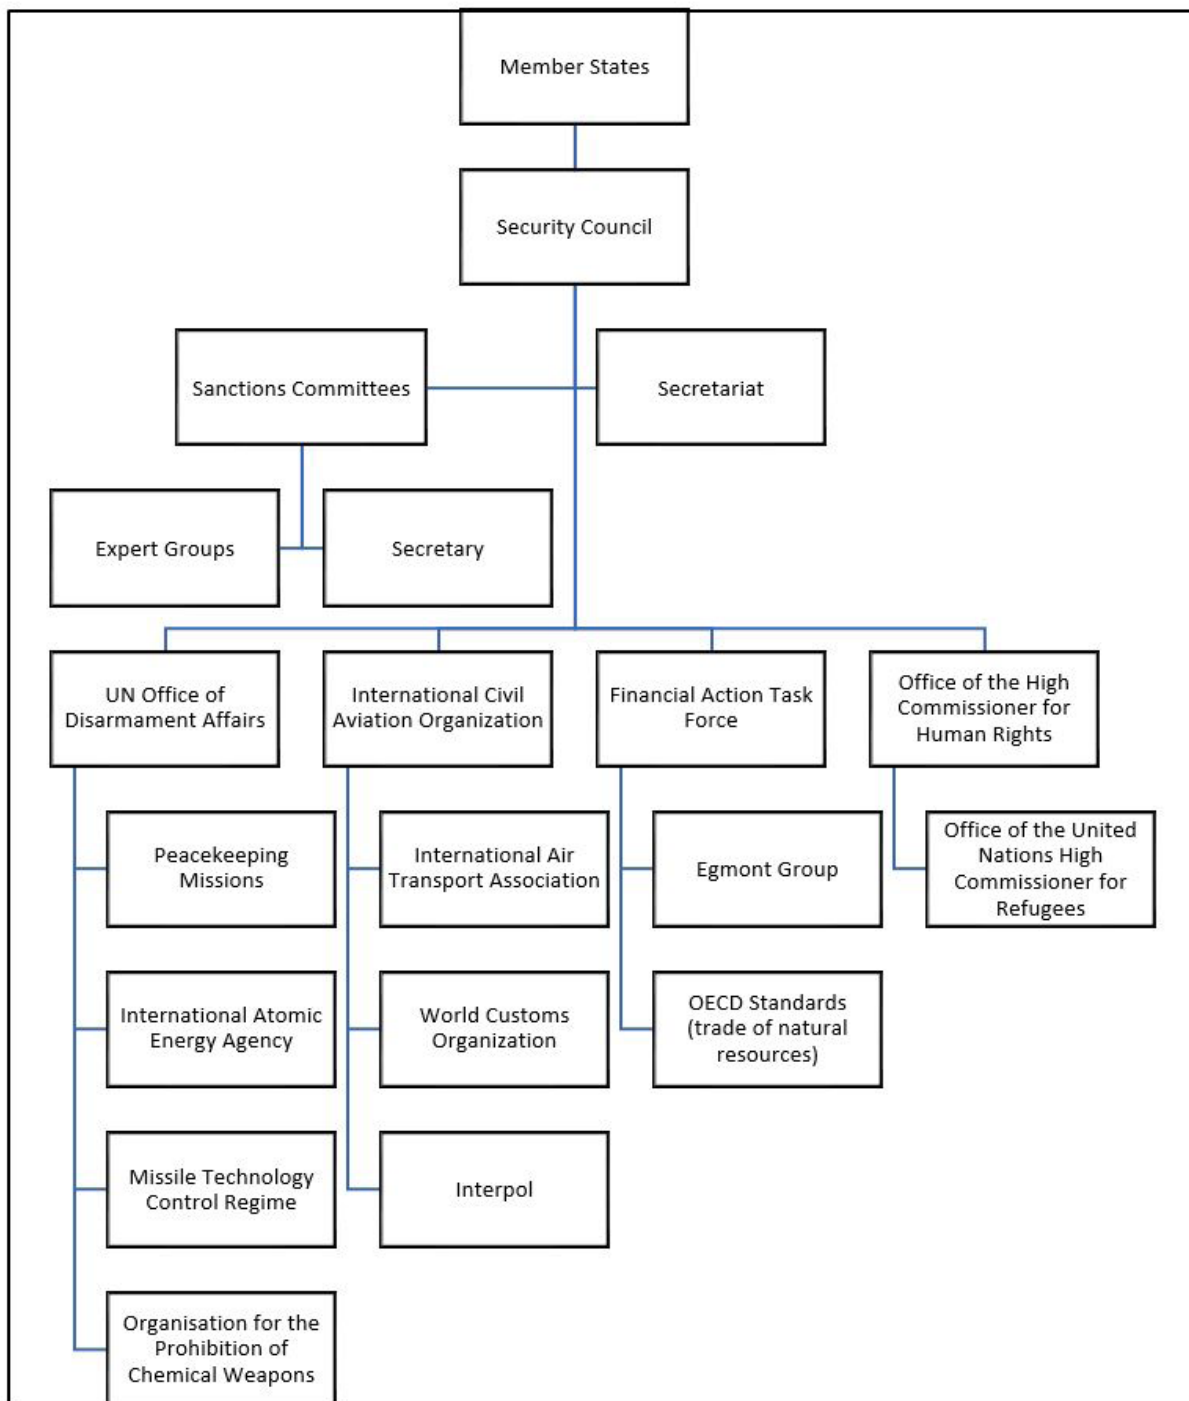 Member States
Security Council
Sanctions Committees
Secretariat
Expert Groups
Secretary
UN Office of
Disarmament Affairs
International Civil
Aviation Organization
Financial Action Task
Force
Office of the High
Commissioner for
Human Rights
Peacekeeping
Missions
International Air
Transport Association
Egmont Group
Office of the United
Nations High
Commissioner for
Refugees
International Atomic
Energy Agency
World Customs
Organization
OECD Standards
(trade of natural
resources)
Missile Technology
Control Regime
Interpol
Organisation for the
Prohibition of
Chemical Weapons